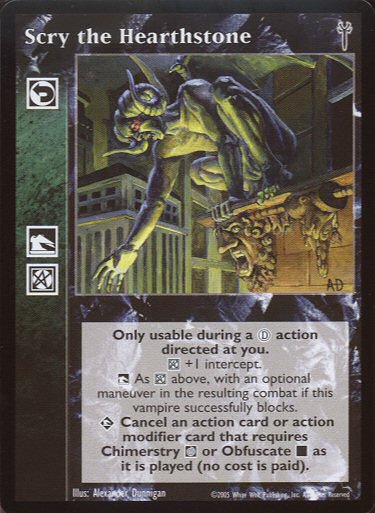 Scry the Hearthstone
AD
Only usable during a D action
directed at you.
+1 intercept.
As above, with an optional
maneuver in the resulting combat if this
vampire successfully blocks.
Cancel an action card or action
modifier card that requires
Chimerstry or Obfuscate as
it is played (no cost is paid).
Illus: Alexander Dunnigan
©2005 White Wolf Publishing, Inc. All Rights Reserved